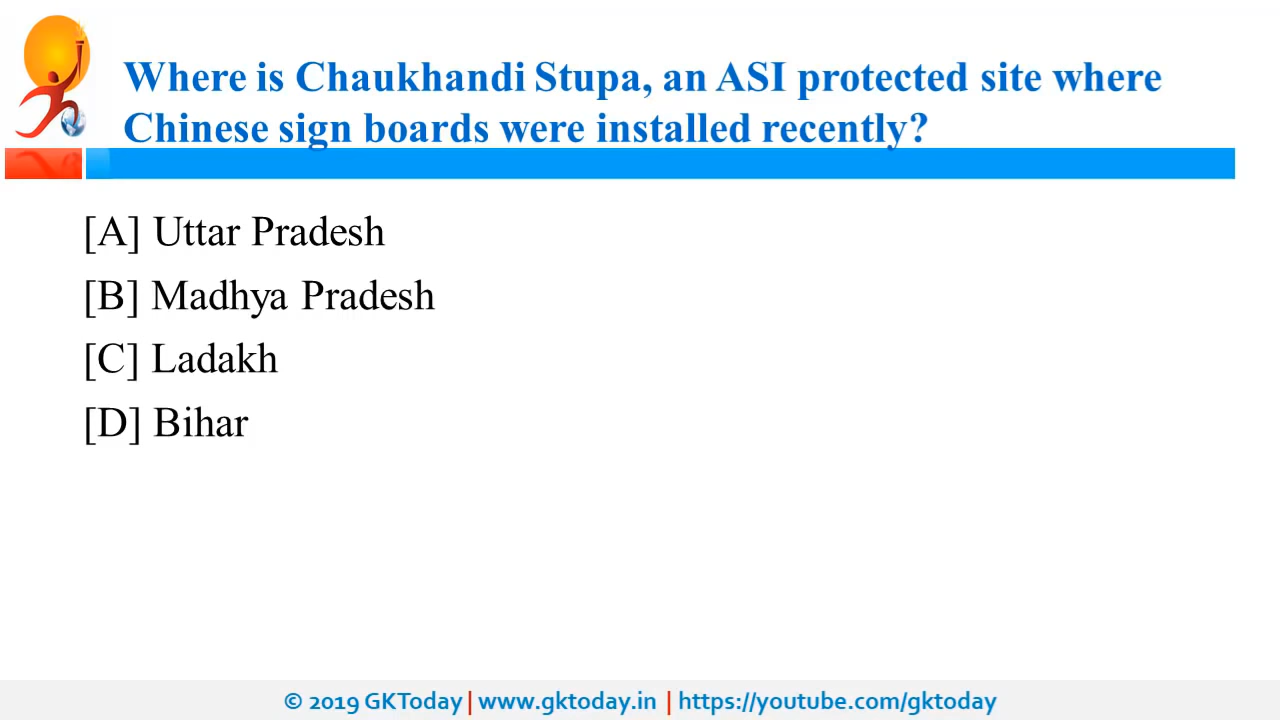 Where is Chaukhandi Stupa, an ASI protected site where
Chinese sign boards were installed recently?
[A] Uttar Pradesh
[B] Madhya Pradesh
[C] Ladakh
[D] Bihar
© 2019 GKToday | www.gktoday.in | https://youtube.com/gktoday